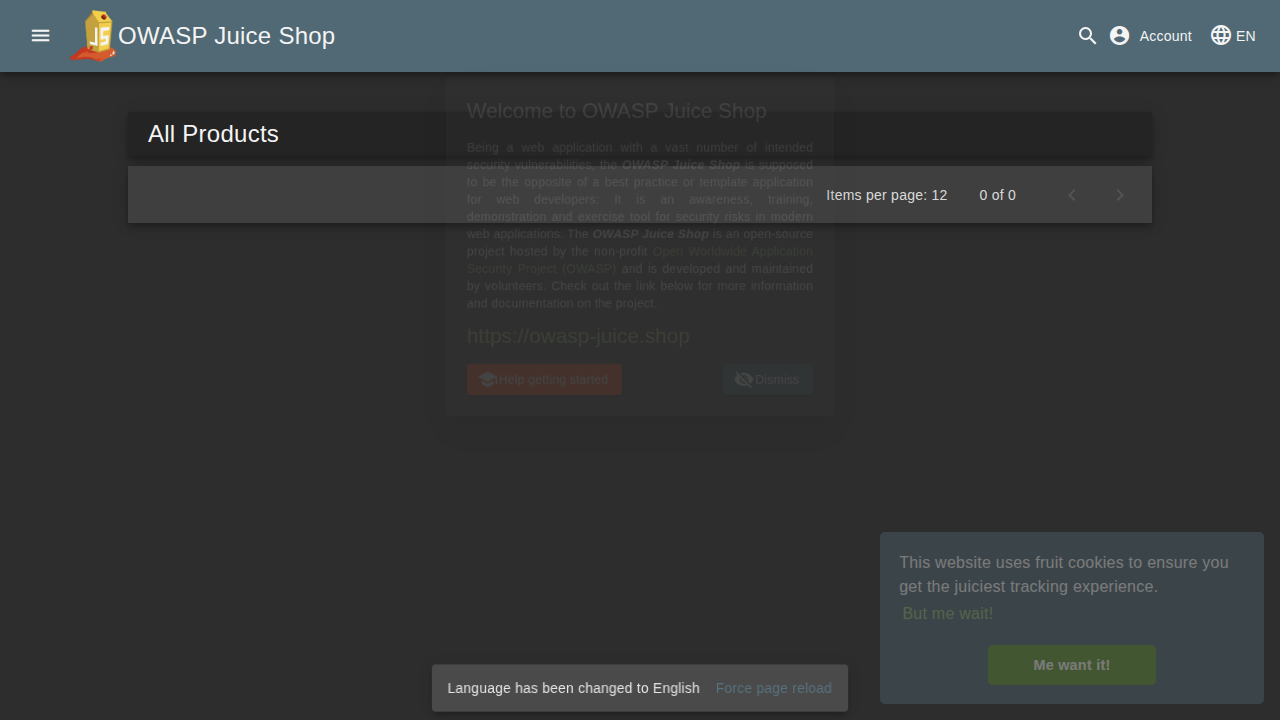 OWASP Juice Shop
Account
EN
Welcome to OWASP Juice Shop
All Products
Being a web application with a vast number of intended
security vulnerabilities, the OWASP Juice Shop is supposed
to be the opposite of a best practice or template application
for web developers: It is an awareness, training,
demonstration and exercise tool for security risks in modern
web applications. The OWASP Juice Shop is an open-source
project hosted by the non-profit Open Worldwide Application
Security Project (OWASP) and is developed and maintained
by volunteers. Check out the link below for more information
and documentation on the project.
Items per page: 12
0 of 0
https://owasp-juice.shop
Help getting started
Dismiss
This website uses fruit cookies to ensure you
get the juiciest tracking experience.
But me wait!
Me want it!
Language has been changed to English
Force page reload